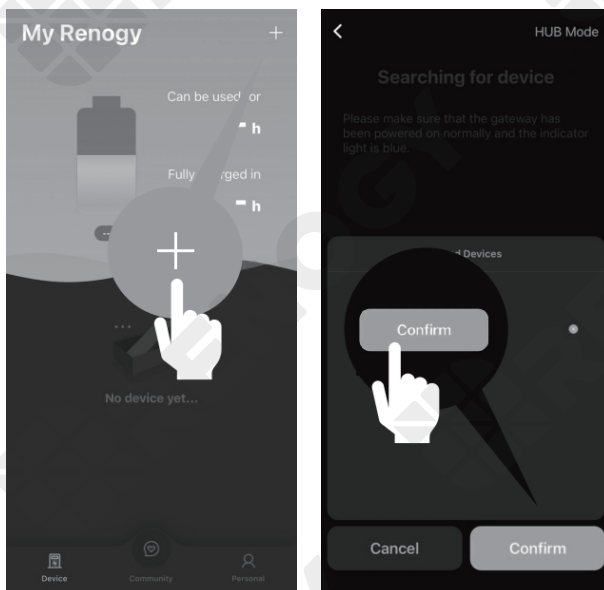 My Renogy
+
Can be used
h
Fully
in
h
No device yet...
Device
Community
Personal
HUB Mode
Searching for device
Please make sure that the gateway has
been powered on normally and the indicator
light is blue.
Devices
Confirm
Cancel
Confirm